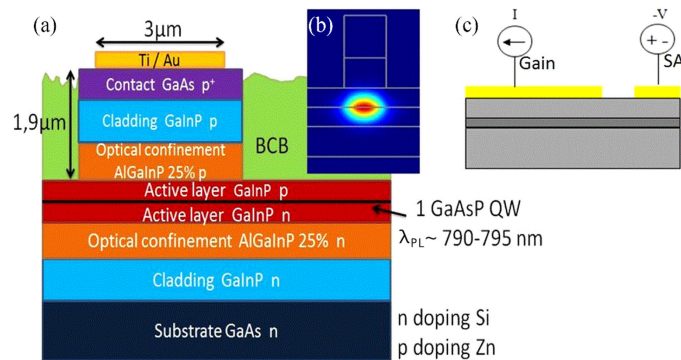 (a)
3μm
Ti / Au
Contact GaAs p⁺
Cladding GaInP p
Optical confinement
AlGaInP 25% p
1,9μm
BCB
Active layer GaInP p
Active layer GaInP n
Optical confinement AlGaInP 25% n
Cladding GaInP n
Substrate GaAs n
1 GaAsP QW
λPL~ 790-795 nm
n doping Si
p doping Zn
(b)
(c)
I
Gain
-V
+ -
SA